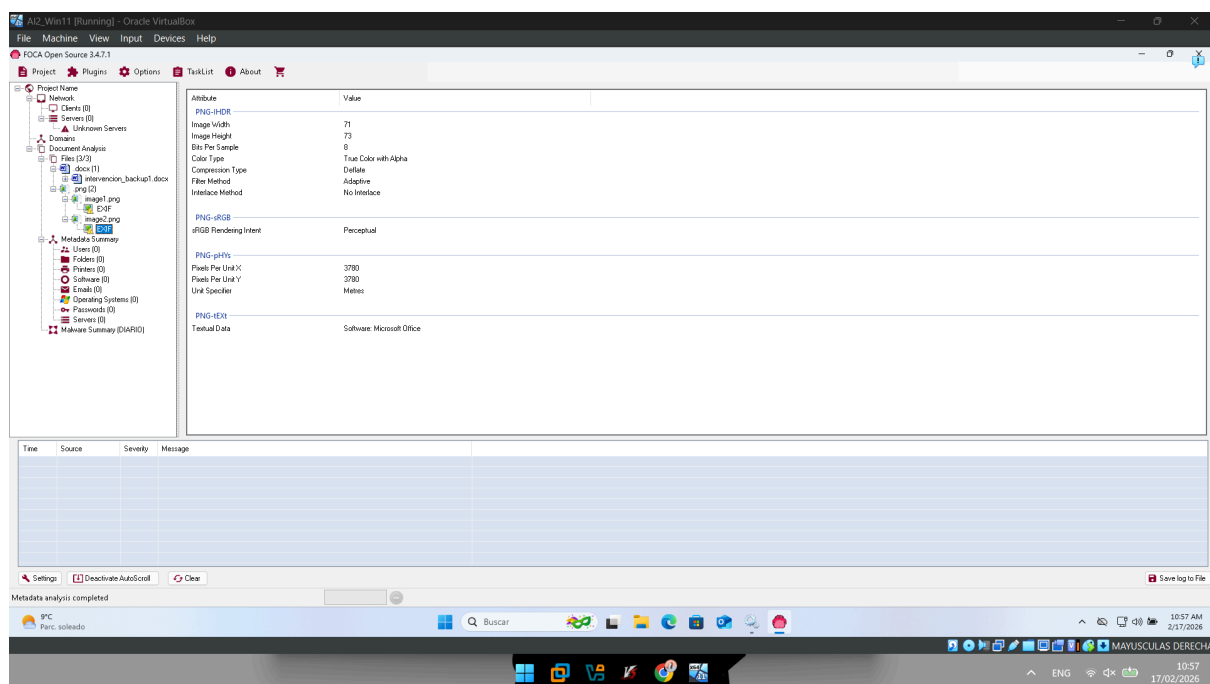 AI2_Win11 [Running] - Oracle VirtualBox
File Machine View Input Devices Help
FOCA Open Source 3.4.7.1
Project Plugins Options TaskList About
Project Name
Network
Clients (0)
Servers (0)
Unknown Servers
Domains
Document Analysis
Files (3/3)
.docx (1)
intervencion_backup1.docx
.png (2)
image1.png
EXIF
image2.png
EXIF
Metadata Summary
Users (0)
Folders (0)
Printers (0)
Software (0)
Emails (0)
Operating Systems (0)
Passwords (0)
Servers (0)
Malware Summary (DIARIO)
Attribute Value
PNG-IHDR
Image Width 71
Image Height 73
Bits Per Sample 8
Color Type True Color with Alpha
Compression Type Deflate
Filter Method Adaptive
Interlace Method No Interlace
PNG-sRGB
sRGB Rendering Intent Perceptual
PNG-pHYs
Pixels Per Unit X 3780
Pixels Per Unit Y 3780
Unit Specifier Metres
PNG-tEXt
Textual Data Software: Microsoft Office
Time Source Severity Message
Settings Deactivate AutoScroll Clear Save log to File
Metadata analysis completed
9°C
Parc. soleado
Buscar
10:57 AM
2/17/2026
MAYUSCULAS DERECHA
ENG
10:57
17/02/2026